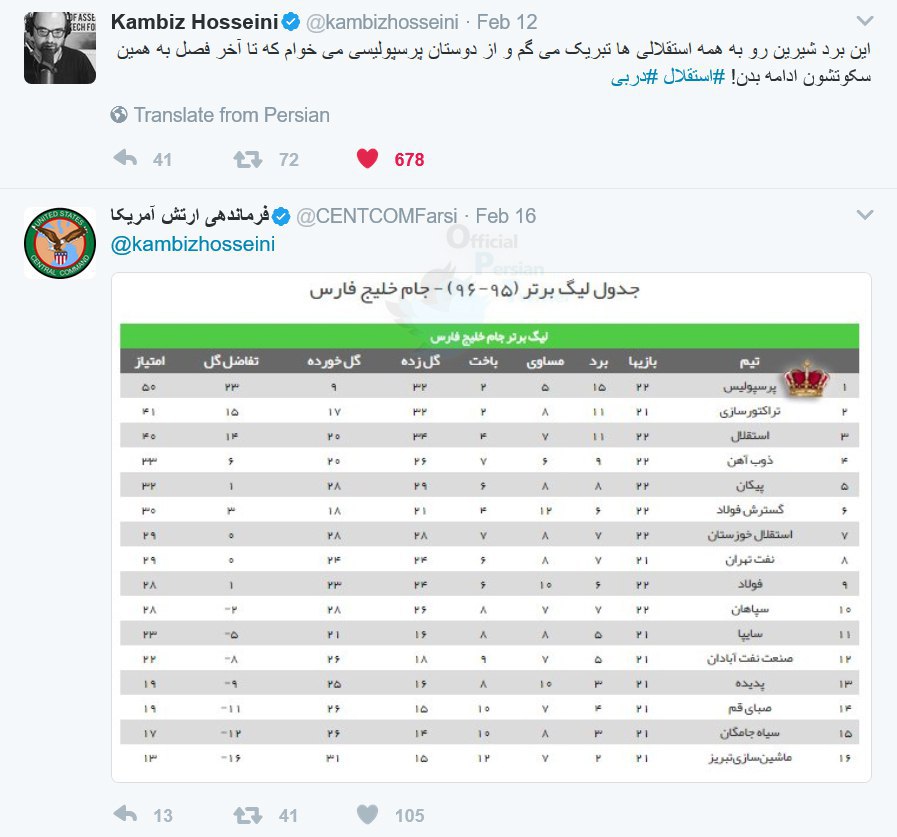 Kambiz Hosseini @kambizhosseini · Feb 12
این برد شیرین رو به همه استقلالی ها تبریک می گم و از دوستان پرسپولیسی می خوام که تا آخر فصل به همین
سکوتشون ادامه بدن! #استقلال #دربی
Translate from Persian
41 72 678
فرماندهی ارتش آمریکا @CENTCOMFarsi · Feb 16
UNITED STATES
CENTRAL COMMAND
@kambizhosseini
Official
Persian
جدول لیگ برتر (۹۵-۹۶) - جام خلیج فارس
لیگ برتر جام خلیج فارس
تیم بازیها برد مساوی باخت گل زده گل خورده تفاضل گل امتیاز
۱ پرسپولیس ۲۲ ۱۵ ۵ ۲ ۳۲ ۹ ۲۳ ۵۰
۲ تراکتورسازی ۲۱ ۱۱ ۸ ۲ ۳۲ ۱۷ ۱۵ ۴۱
۳ استقلال ۲۲ ۱۱ ۷ ۴ ۳۴ ۲۰ ۱۴ ۴۰
۴ ذوب آهن ۲۲ ۹ ۶ ۷ ۲۶ ۲۰ ۶ ۳۳
۵ پیکان ۲۲ ۸ ۸ ۶ ۲۹ ۲۸ ۱ ۳۲
۶ گسترش فولاد ۲۲ ۶ ۱۲ ۴ ۲۱ ۱۸ ۳ ۳۰
۷ استقلال خوزستان ۲۲ ۷ ۸ ۷ ۲۸ ۲۸ ۰ ۲۹
۸ نفت تهران ۲۱ ۷ ۸ ۶ ۲۴ ۲۴ ۰ ۲۹
۹ فولاد ۲۲ ۶ ۱۰ ۶ ۲۴ ۲۳ ۱ ۲۸
۱۰ سپاهان ۲۲ ۷ ۷ ۸ ۲۶ ۲۸ -۲ ۲۸
۱۱ سایپا ۲۱ ۵ ۸ ۸ ۱۶ ۲۱ -۵ ۲۳
۱۲ صنعت نفت آبادان ۲۱ ۵ ۷ ۹ ۱۸ ۲۶ -۸ ۲۲
۱۳ پدیده ۲۱ ۳ ۱۰ ۸ ۱۶ ۲۵ -۹ ۱۹
۱۴ صبای قم ۲۱ ۴ ۷ ۱۰ ۱۵ ۲۶ -۱۱ ۱۹
۱۵ سیاه جامگان ۲۱ ۳ ۸ ۱۰ ۱۴ ۲۶ -۱۲ ۱۷
۱۶ ماشین‌سازی تبریز ۲۱ ۲ ۷ ۱۲ ۱۵ ۳۱ -۱۶ ۱۳
13 41 105